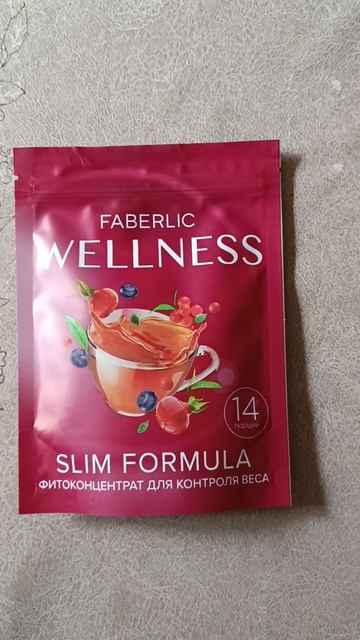 FABERLIC
WELLNESS
14
порций
SLIM FORMULA
ФИТОКОНЦЕНТРАТ ДЛЯ КОНТРОЛЯ ВЕСА